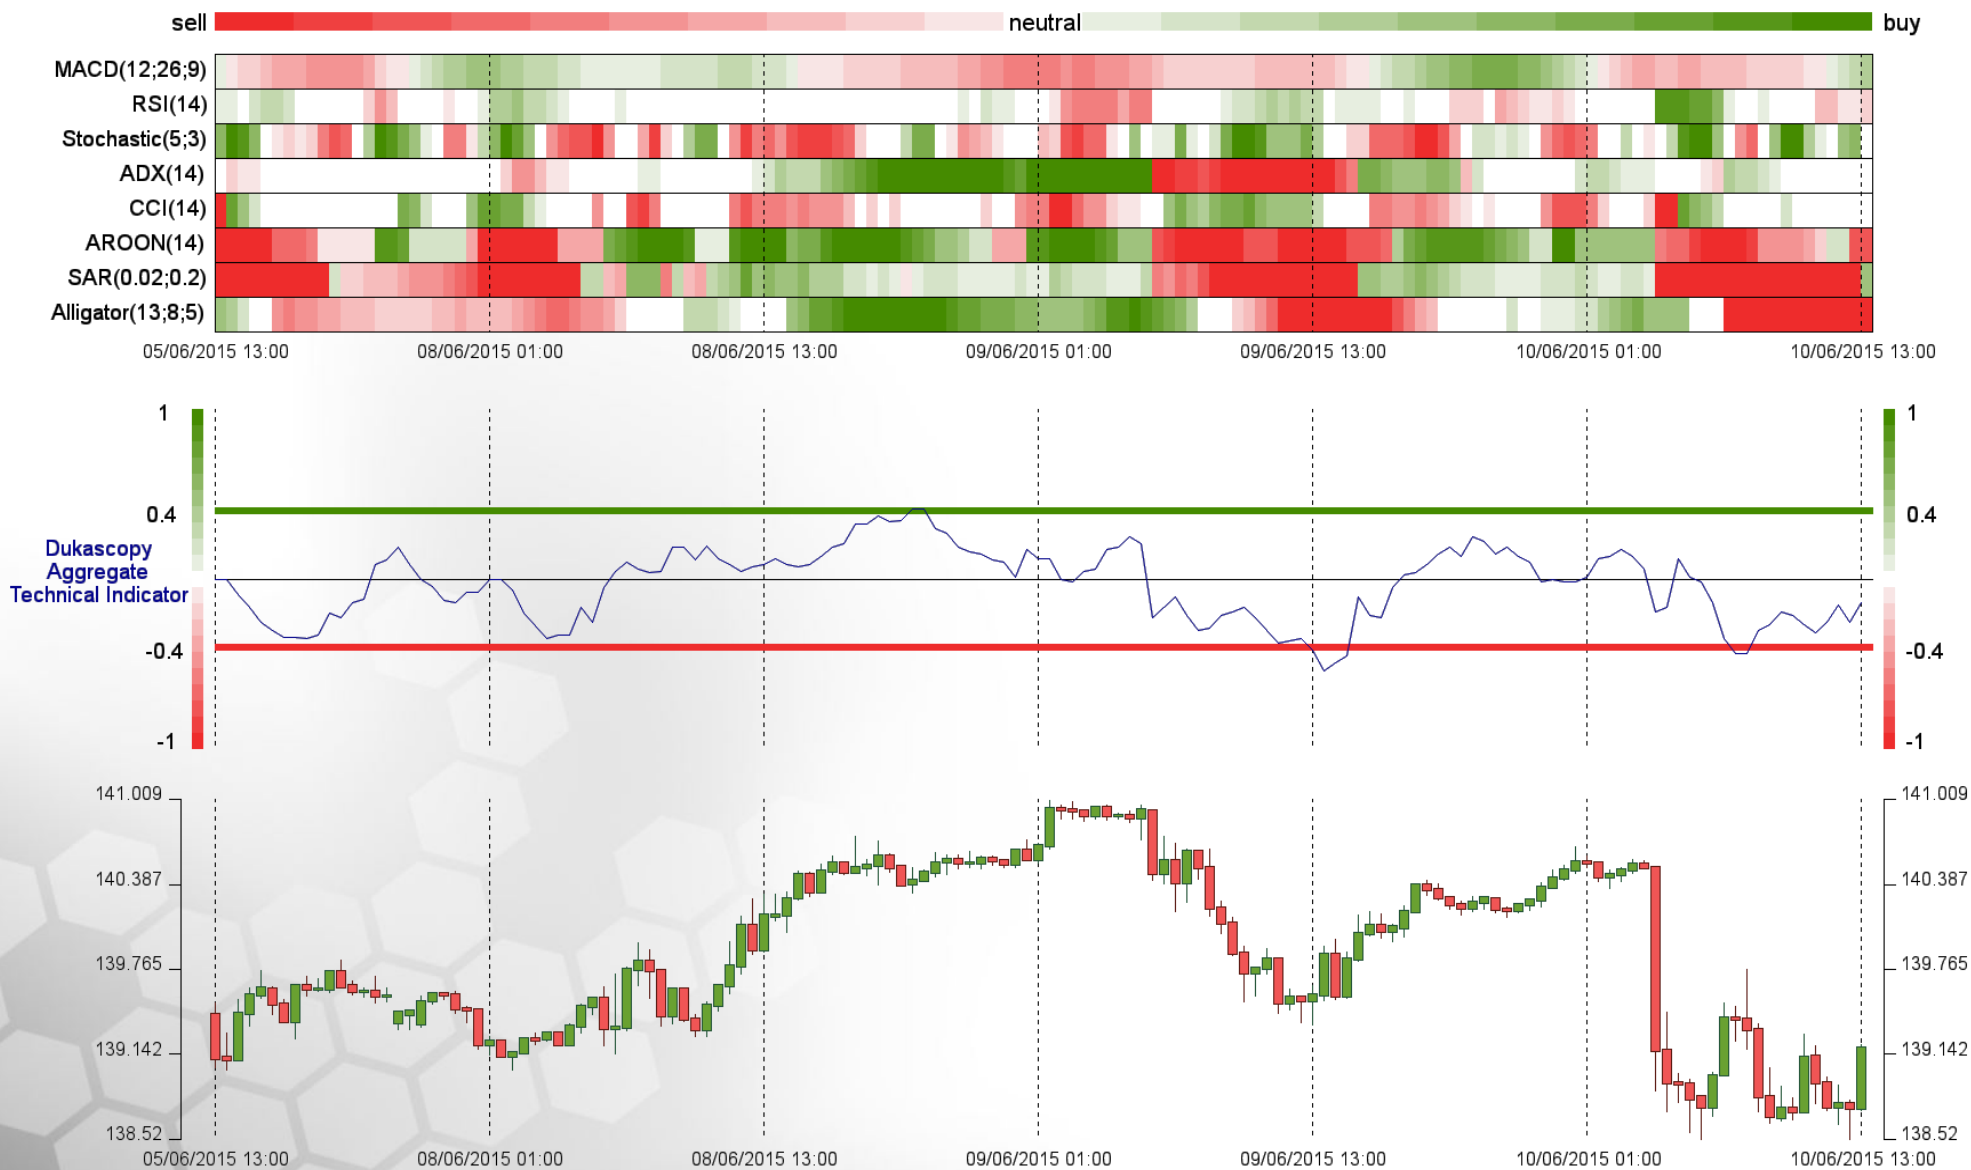 sell neutral buy
MACD(12;26;9)
RSI(14)
Stochastic(5;3)
ADX(14)
CCI(14)
AROON(14)
SAR(0.02;0.2)
Alligator(13;8;5)
05/06/2015 13:00 08/06/2015 01:00 08/06/2015 13:00 09/06/2015 01:00 09/06/2015 13:00 10/06/2015 01:00 10/06/2015 13:00
1 1
0.4 0.4
Dukascopy
Aggregate
Technical Indicator
-0.4 -0.4
-1 -1
141.009 141.009
140.387 140.387
139.765 139.765
139.142 139.142
138.52 138.52
05/06/2015 13:00 08/06/2015 01:00 08/06/2015 13:00 09/06/2015 01:00 09/06/2015 13:00 10/06/2015 01:00 10/06/2015 13:00